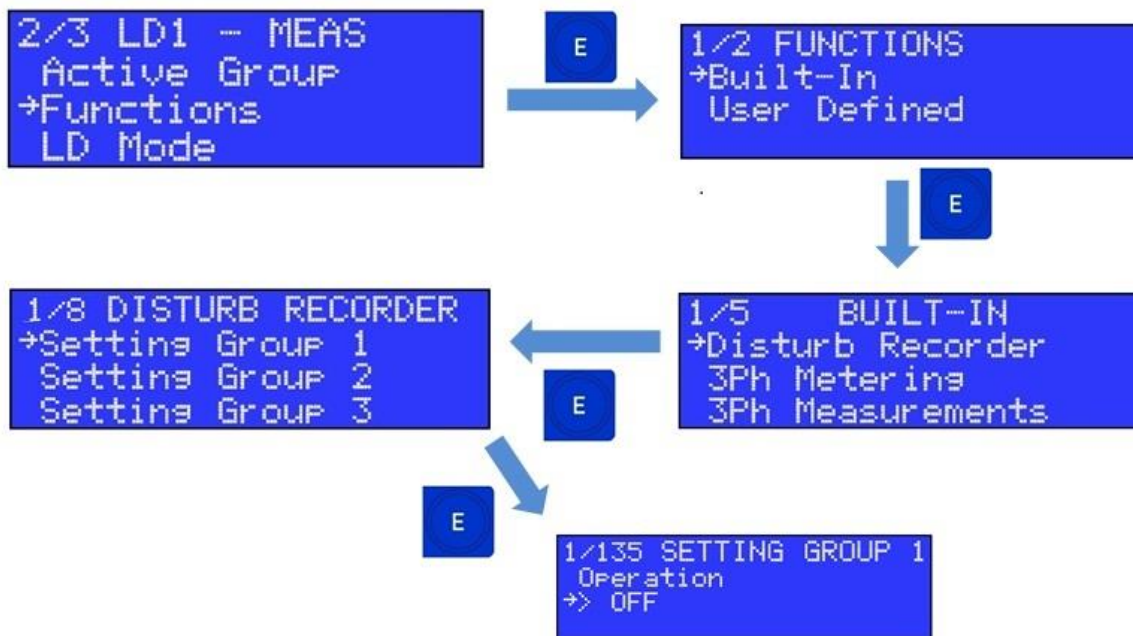 2/3 LD1 - MEAS
Active Group
→Functions
LD Mode
E
1/2 FUNCTIONS
→Built-In
User Defined
E
1/5 BUILT-IN
→Disturb Recorder
3Ph Metering
3Ph Measurements
E
1/8 DISTURB RECORDER
→Setting Group 1
Setting Group 2
Setting Group 3
E
1/135 SETTING GROUP 1
Operation
→> OFF